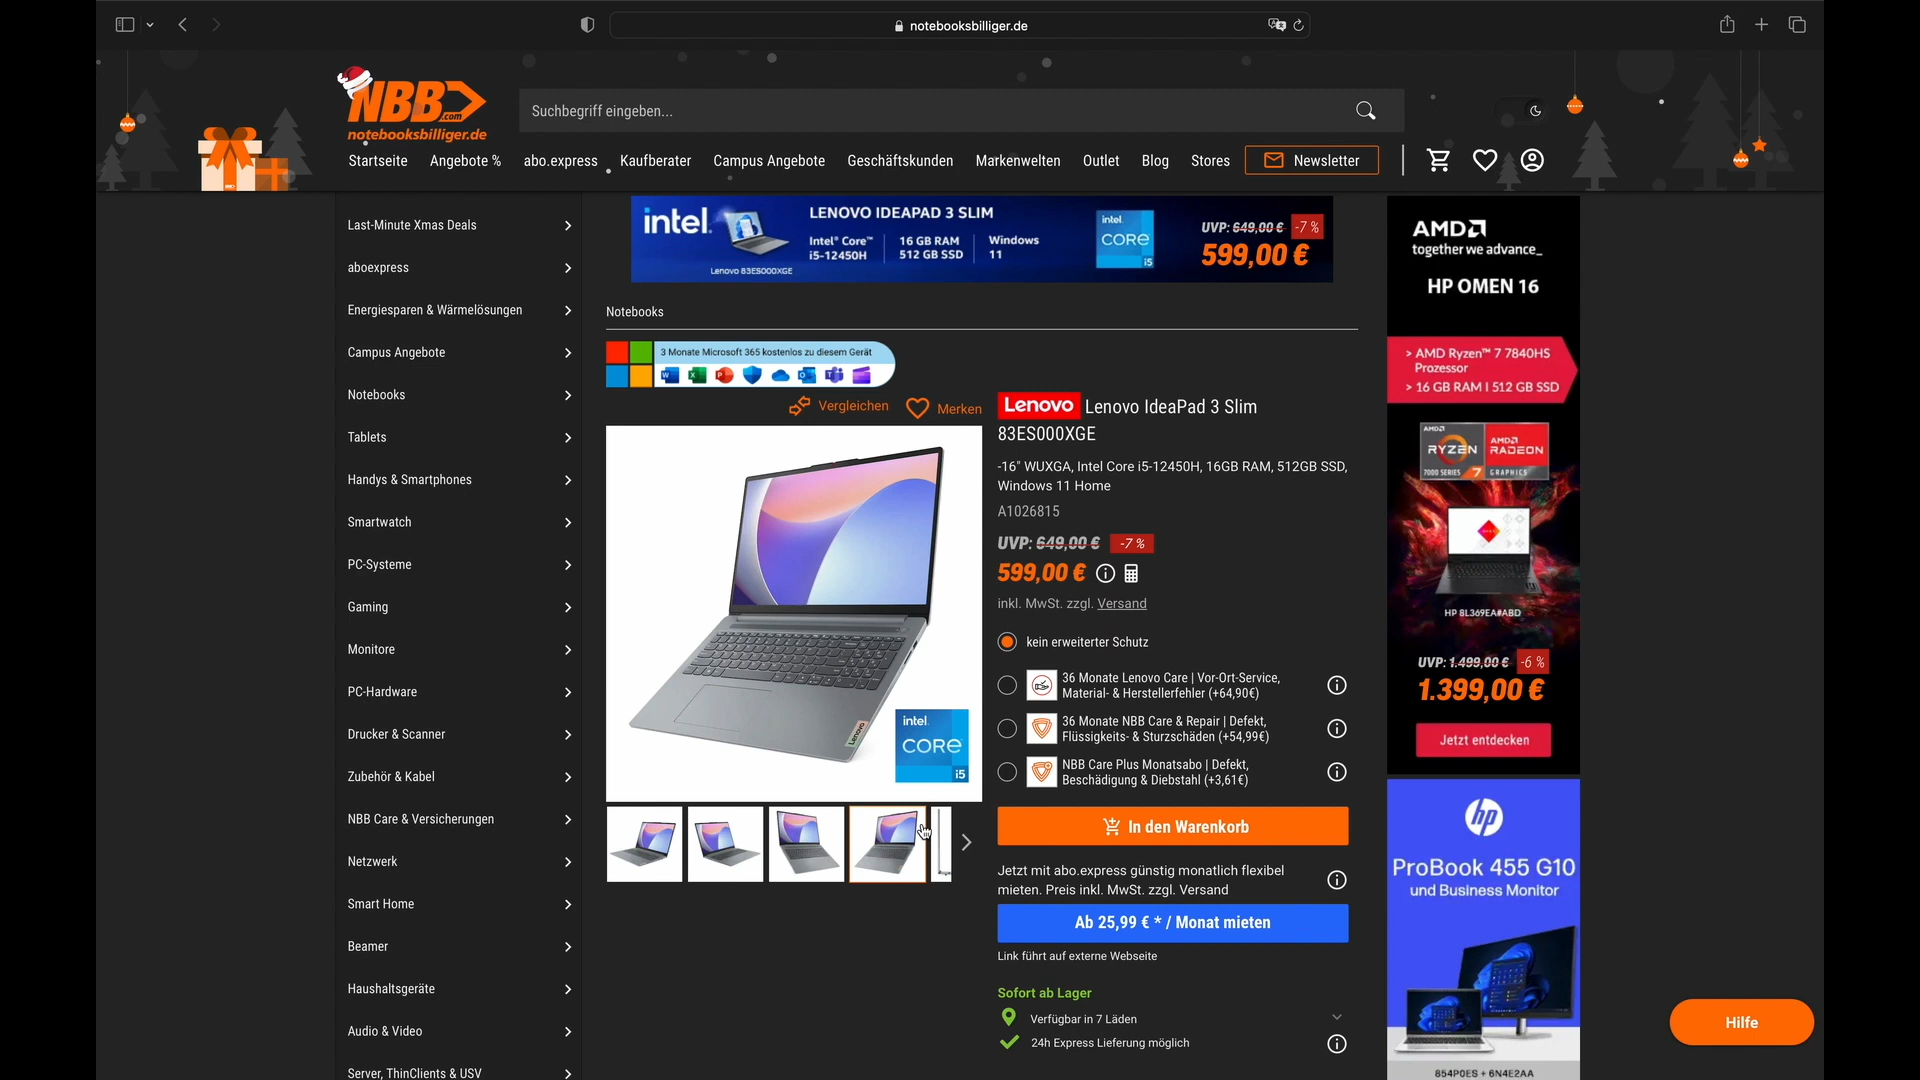 notebooksbilliger.de
NBB.com
notebooksbilliger.de
Suchbegriff eingeben...
Startseite
Angebote %
abo.express
Kaufberater
Campus Angebote
Geschäftskunden
Markenwelten
Outlet
Blog
Stores
Newsletter
Last-Minute Xmas Deals
aboexpress
Energiesparen & Wärmelösungen
Campus Angebote
Notebooks
Tablets
Handys & Smartphones
Smartwatch
PC-Systeme
Gaming
Monitore
PC-Hardware
Drucker & Scanner
Zubehör & Kabel
NBB Care & Versicherungen
Netzwerk
Smart Home
Beamer
Haushaltsgeräte
Audio & Video
Server, ThinClients & USV
intel.
Lenovo 83ES000XGE
LENOVO IDEAPAD 3 SLIM
Intel® Core™
i5-12450H
16 GB RAM
512 GB SSD
Windows
11
intel.
CORE
i5
UVP: 649,00 € -7 %
599,00 €
Notebooks
3 Monate Microsoft 365 kostenlos zu diesem Gerät
Vergleichen
Merken
Lenovo
intel.
CORE
i5
Lenovo Lenovo IdeaPad 3 Slim
83ES000XGE
-16" WUXGA, Intel Core i5-12450H, 16GB RAM, 512GB SSD,
Windows 11 Home
A1026815
UVP: 649,00 € -7 %
599,00 €
inkl. MwSt. zzgl. Versand
kein erweiterter Schutz
36 Monate Lenovo Care | Vor-Ort-Service,
Material- & Herstellerfehler (+64,90€)
36 Monate NBB Care & Repair | Defekt,
Flüssigkeits- & Sturzschäden (+54,99€)
NBB Care Plus Monatsabo | Defekt,
Beschädigung & Diebstahl (+3,61€)
In den Warenkorb
Jetzt mit abo.express günstig monatlich flexibel
mieten. Preis inkl. MwSt. zzgl. Versand
Ab 25,99 € * / Monat mieten
Link führt auf externe Webseite
Sofort ab Lager
Verfügbar in 7 Läden
24h Express Lieferung möglich
AMD
together we advance_
HP OMEN 16
> AMD Ryzen™ 7 7840HS
Prozessor
> 16 GB RAM I 512 GB SSD
AMD
RYZEN
7000 SERIES 7
AMD
RADEON
GRAPHICS
HP 8L369EA#ABD
UVP: 1.499,00 € -6 %
1.399,00 €
Jetzt entdecken
hp
ProBook 455 G10
und Business Monitor
854P0ES + 6N4E2AA
Hilfe